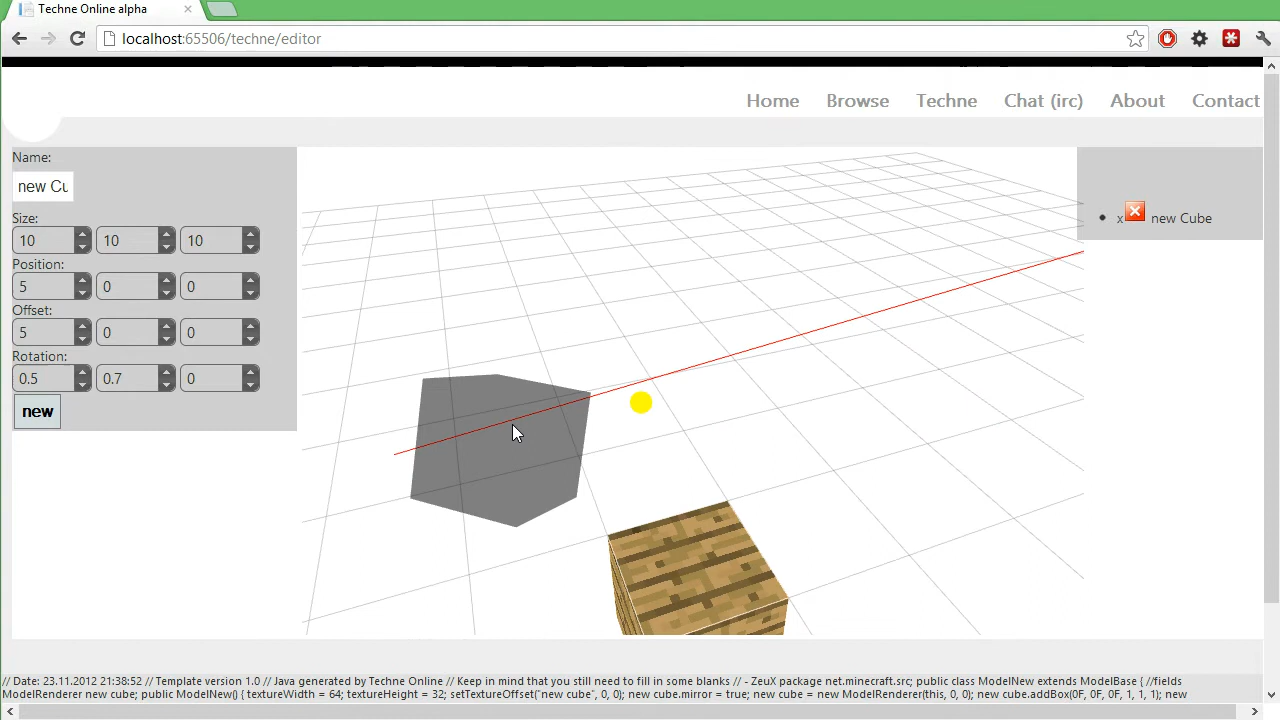 Techne Online alpha
localhost:65506/techne/editor
Home Browse Techne Chat (irc) About Contact
Name:
new Cu
Size:
10 10 10
Position:
5 0 0
Offset:
5 0 0
Rotation:
0.5 0.7 0
new
x new Cube
// Date: 23.11.2012 21:38:52 // Template version 1.0 // Java generated by Techne Online // Keep in mind that you still need to fill in some blanks // - ZeuX package net.minecraft.src; public class ModelNew extends ModelBase { //fields
ModelRenderer new cube; public ModelNew() { textureWidth = 64; textureHeight = 32; setTextureOffset("new cube", 0, 0); new cube.mirror = true; new cube = new ModelRenderer(this, 0, 0); new cube.addBox(0F, 0F, 0F, 1, 1, 1); new